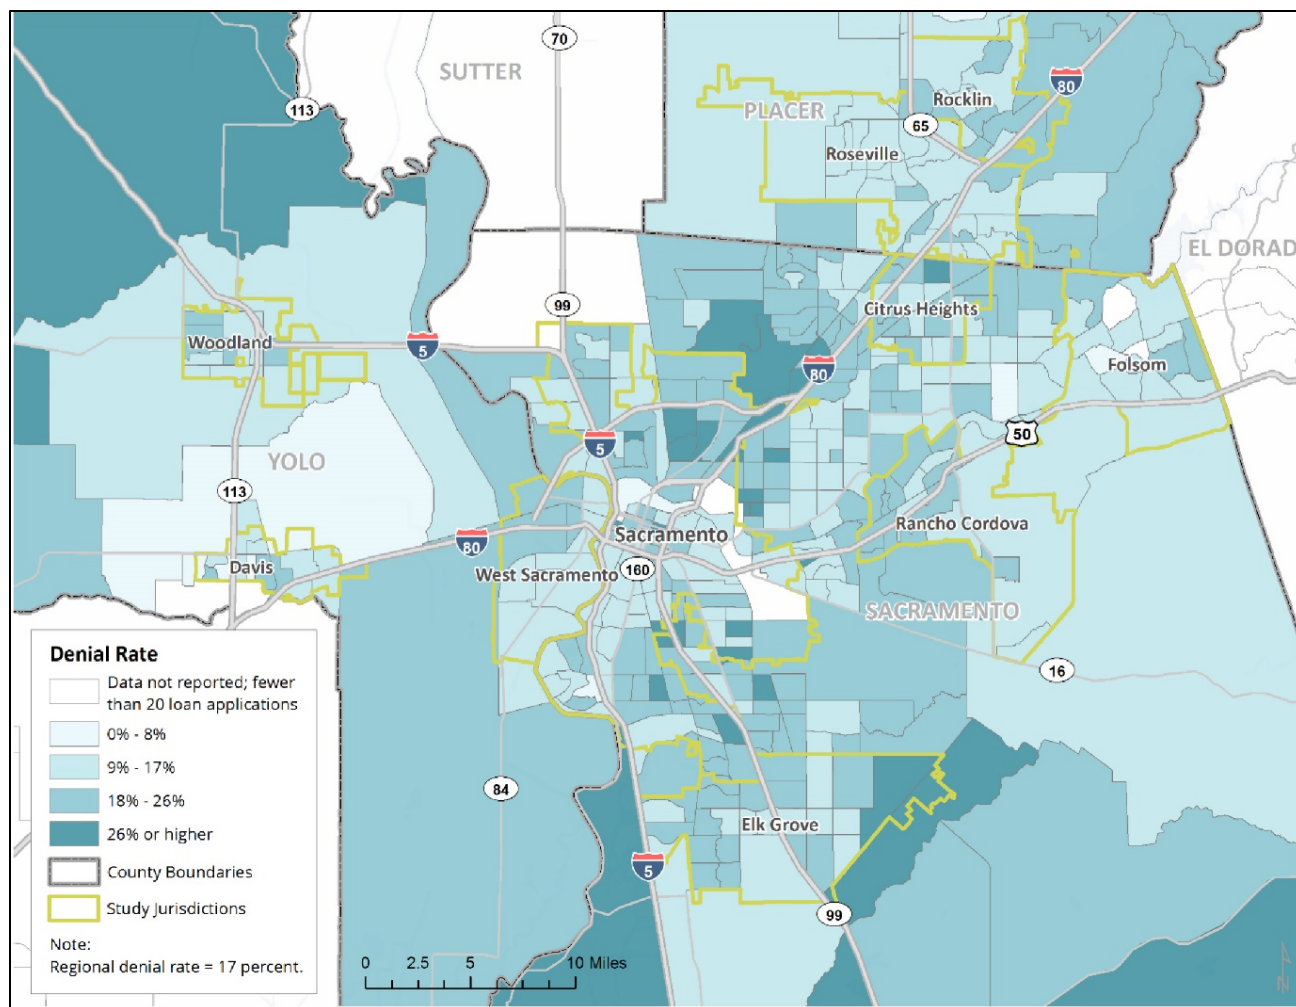 70
SUTTER
80
113
Rocklin
PLACER
65
Roseville
EL DORAD
99
Citrus Heights
Woodland
5
80
Folsom
50
5
YOLO
113
Rancho Cordova
Sacramento
80
Davis
West Sacramento
160
SACRAMENTO
16
84
Elk Grove
5
99
Denial Rate
Data not reported; fewer
than 20 loan applications
0% - 8%
9% - 17%
18% - 26%
26% or higher
County Boundaries
Study Jurisdictions
Note:
Regional denial rate = 17 percent.
0 2.5 5 10 Miles